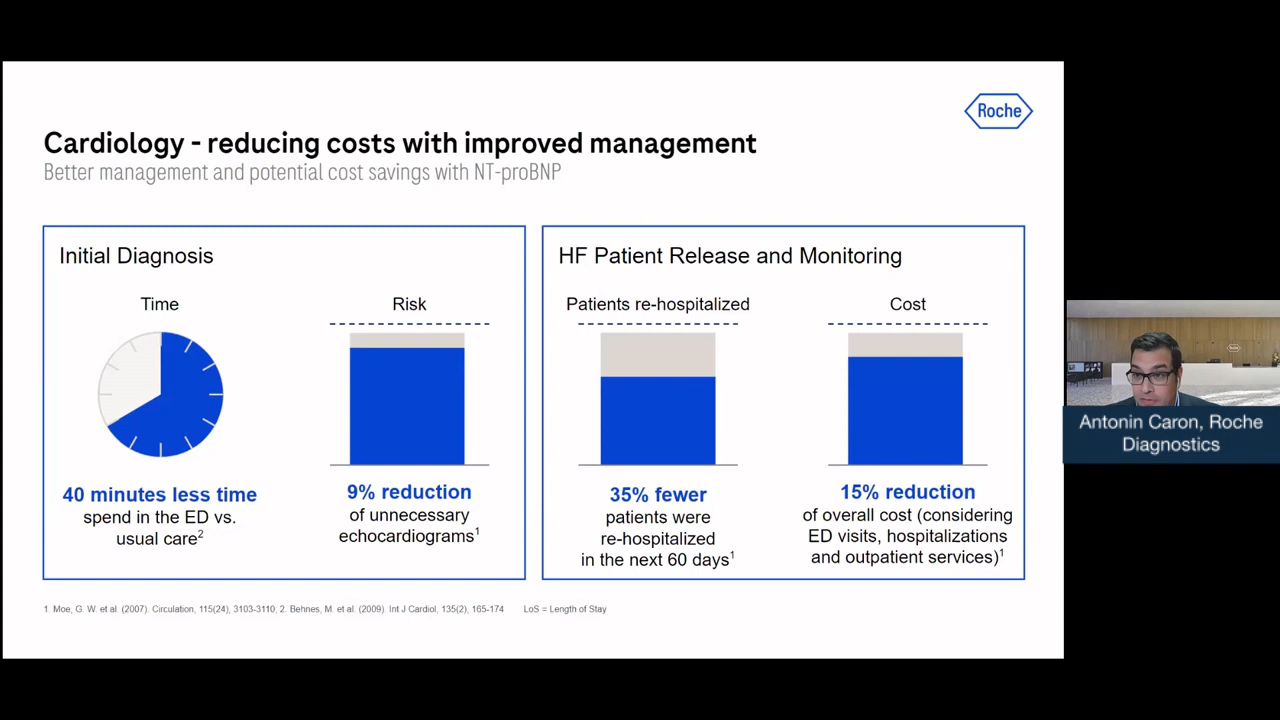 Roche
Cardiology - reducing costs with improved management
Better management and potential cost savings with NT-proBNP
Initial Diagnosis
Time
Risk
40 minutes less time
spend in the ED vs.
usual care2
9% reduction
of unnecessary
echocardiograms1
HF Patient Release and Monitoring
Patients re-hospitalized
Cost
35% fewer
patients were
re-hospitalized
in the next 60 days1
15% reduction
of overall cost (considering
ED visits, hospitalizations
and outpatient services)1
1. Moe, G. W. et al. (2007). Circulation, 115(24), 3103-3110; 2. Behnes, M. et al. (2009). Int J Cardiol, 135(2), 165-174 LoS = Length of Stay
Roche
Antonin Caron, Roche
Diagnostics